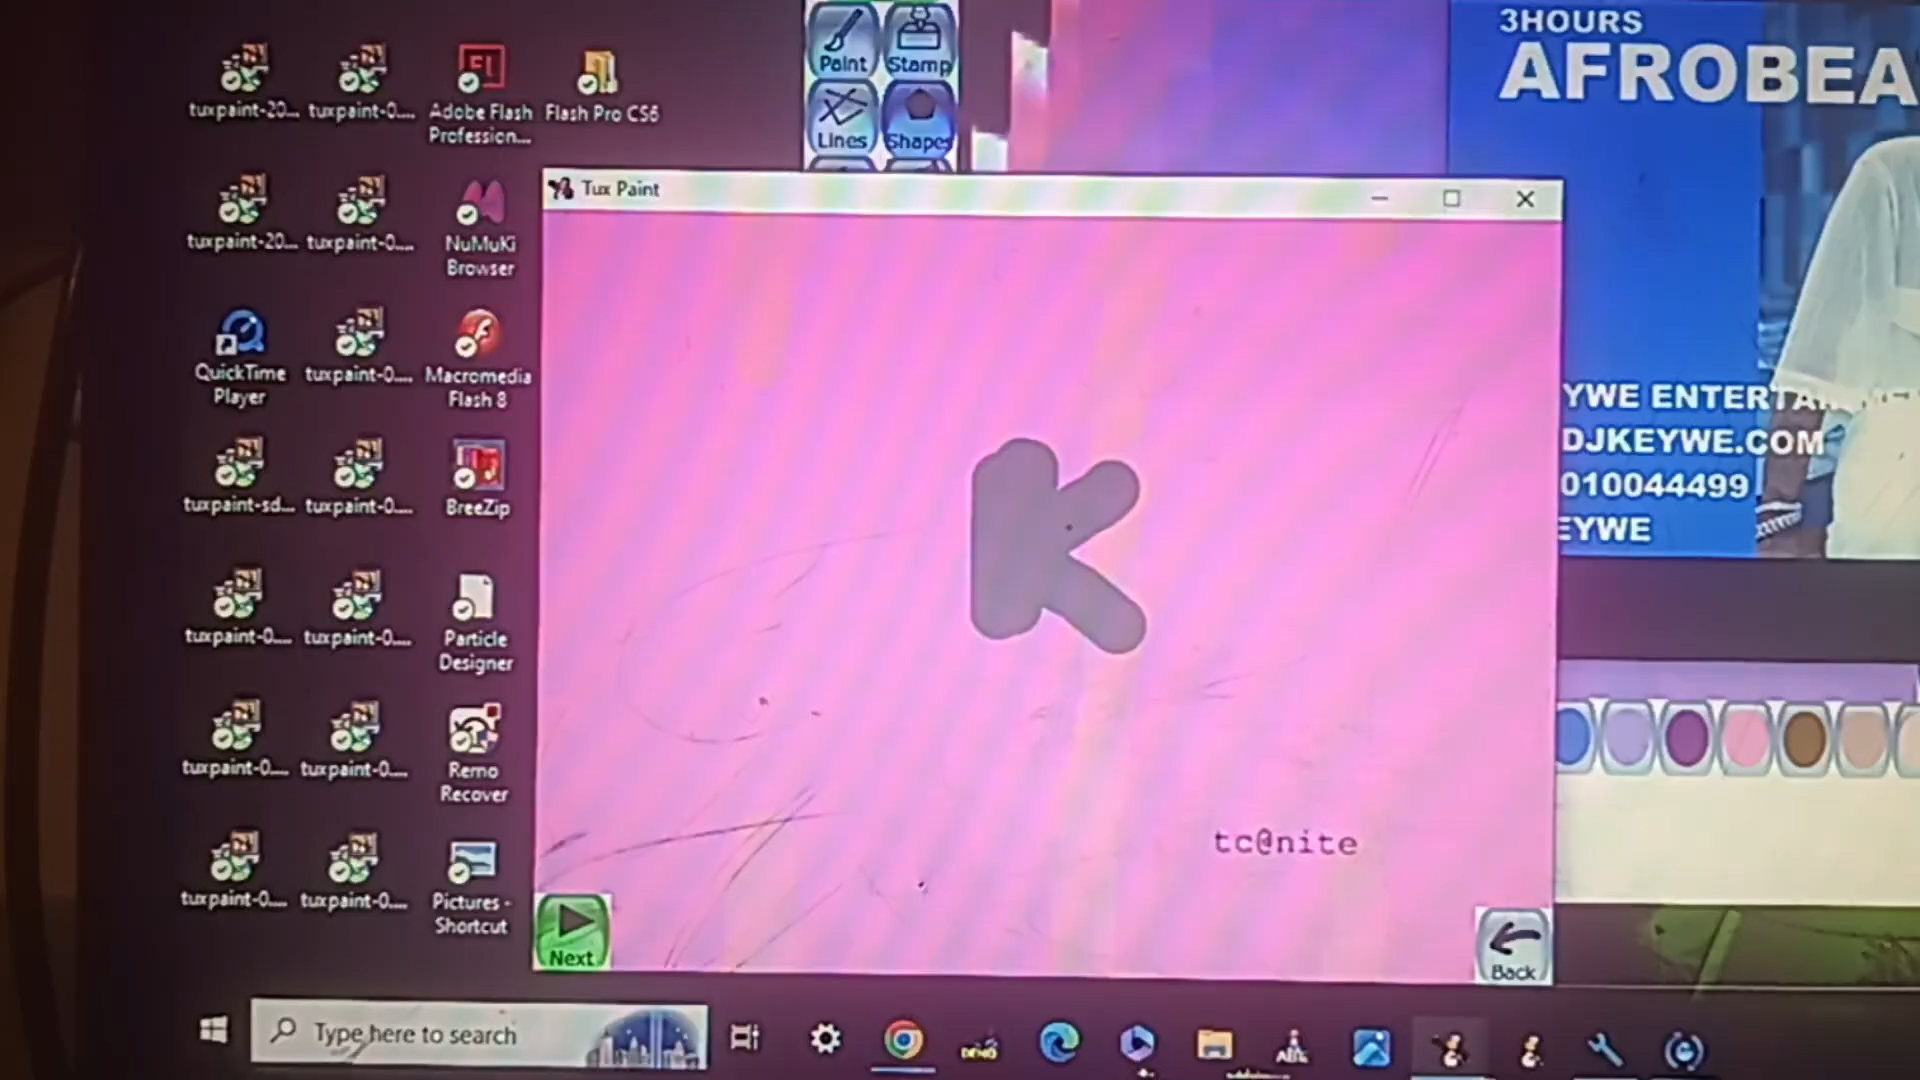 3HOURS
AFROBEA
Paint
Stamp
Lines
Shapes
tuxpaint-20...
tuxpaint-0....
Adobe Flash
Profession...
Flash Pro CS6
Tux Paint
tuxpaint-20...
tuxpaint-0....
NuMuKi
Browser
QuickTime
Player
tuxpaint-0....
Macromedia
Flash 8
YWE ENTERTA
DJKEYWE.COM
010044499
EYWE
K
tuxpaint-sd...
tuxpaint-0....
BreeZip
tuxpaint-0....
tuxpaint-0....
Particle
Designer
tuxpaint-0....
tuxpaint-0....
Remo
Recover
tc@nite
tuxpaint-0....
tuxpaint-0....
Pictures -
Shortcut
Next
Back
Type here to search
DEMO